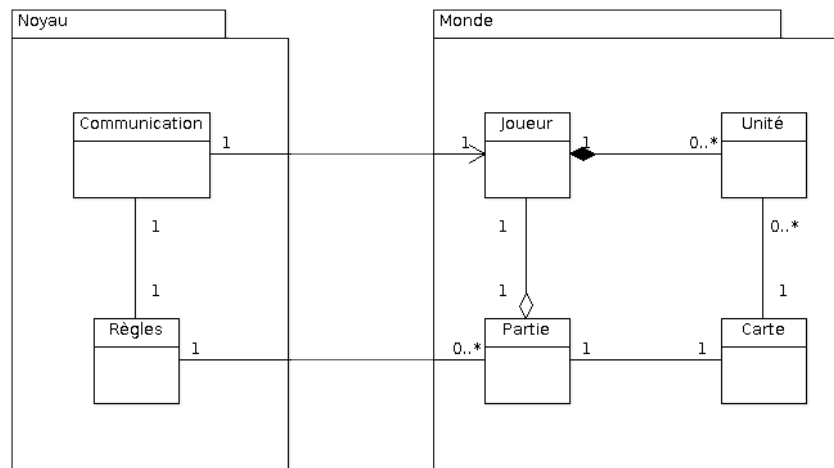 Noyau
Monde
Communication
Joueur
Unité
1
1
1
0..*
1
1
0..*
1
1
1
Règles
Partie
Carte
1
0..*
1
1